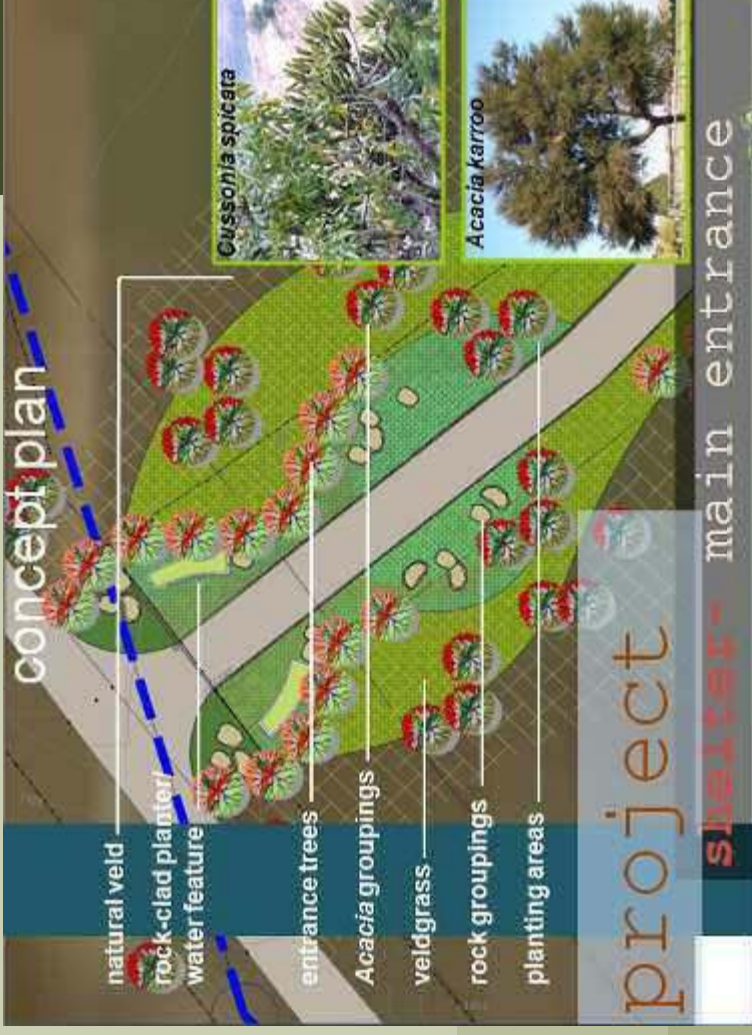 concept plan
natural veld
rock-clad planter/
water feature
entrance trees
Acacia groupings
veldgrass
rock groupings
planting areas
Cussonia spicata
Acacia karroo
project
shelter- main entrance